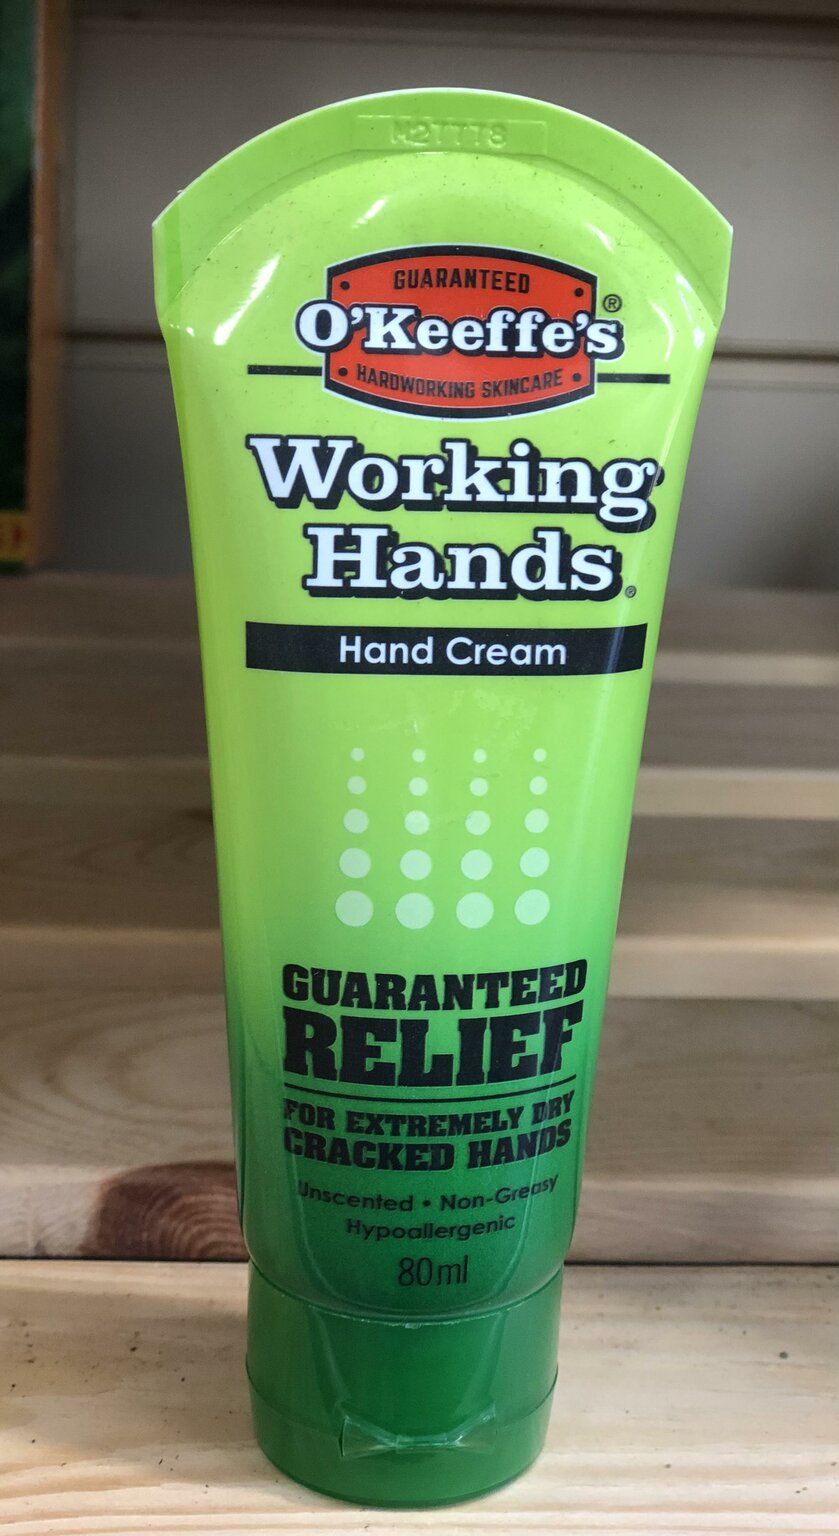 M2TTT8
GUARANTEED
O'Keeffe's®
HARDWORKING SKINCARE
Working
Hands®
Hand Cream
GUARANTEED
RELIEF
FOR EXTREMELY DRY
CRACKED HANDS
Unscented • Non-Greasy
Hypoallergenic
80ml